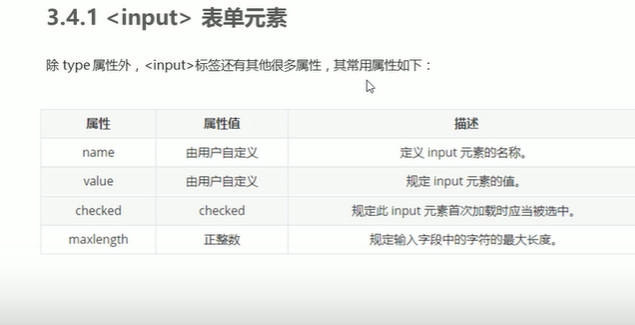 3.4.1 <input> 表单元素
除 type 属性外，<input>标签还有其他很多属性，其常用属性如下：
属性 属性值 描述
name 由用户自定义 定义 input 元素的名称。
value 由用户自定义 规定 input 元素的值。
checked checked 规定此 input 元素首次加载时应当被选中。
maxlength 正整数 规定输入字段中的字符的最大长度。